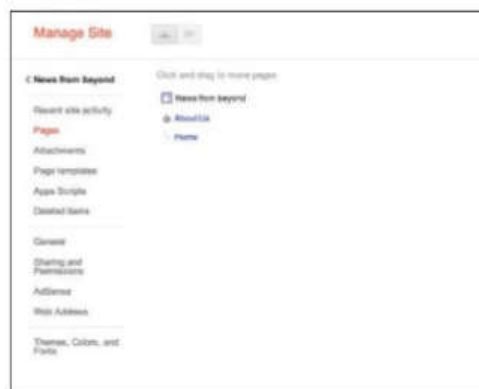 Manage Site
< News from beyond
Click and drag to move pages
News from beyond
About Us
Home
Recent site activity
Pages
Attachments
Page templates
Apps Scripts
Deleted items
General
Sharing and
Permissions
AdSense
Web Address
Themes, Colors, and
Fonts